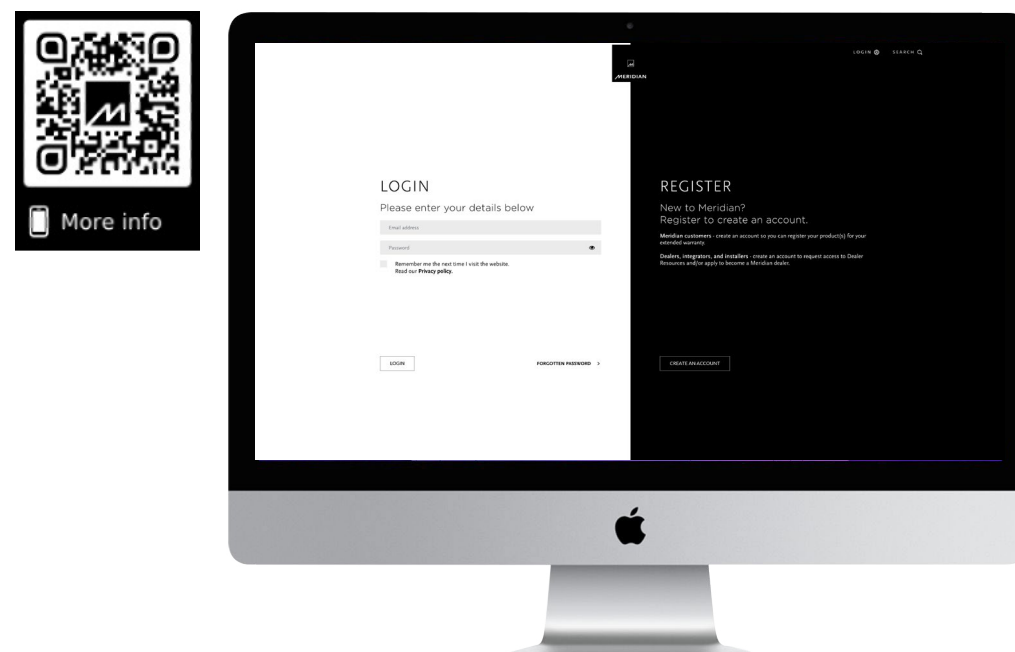 More info
LOGIN
SEARCH
MERIDIAN
LOGIN
Please enter your details below
Email address
Password
Remember me the next time I visit the website.
Read our Privacy policy.
LOGIN
FORGOTTEN PASSWORD >
REGISTER
New to Meridian?
Register to create an account.
Meridian customers - create an account so you can register your product(s) for your
extended warranty.
Dealers, integrators, and installers - create an account to request access to Dealer
Resources and/or apply to become a Meridian dealer.
CREATE AN ACCOUNT